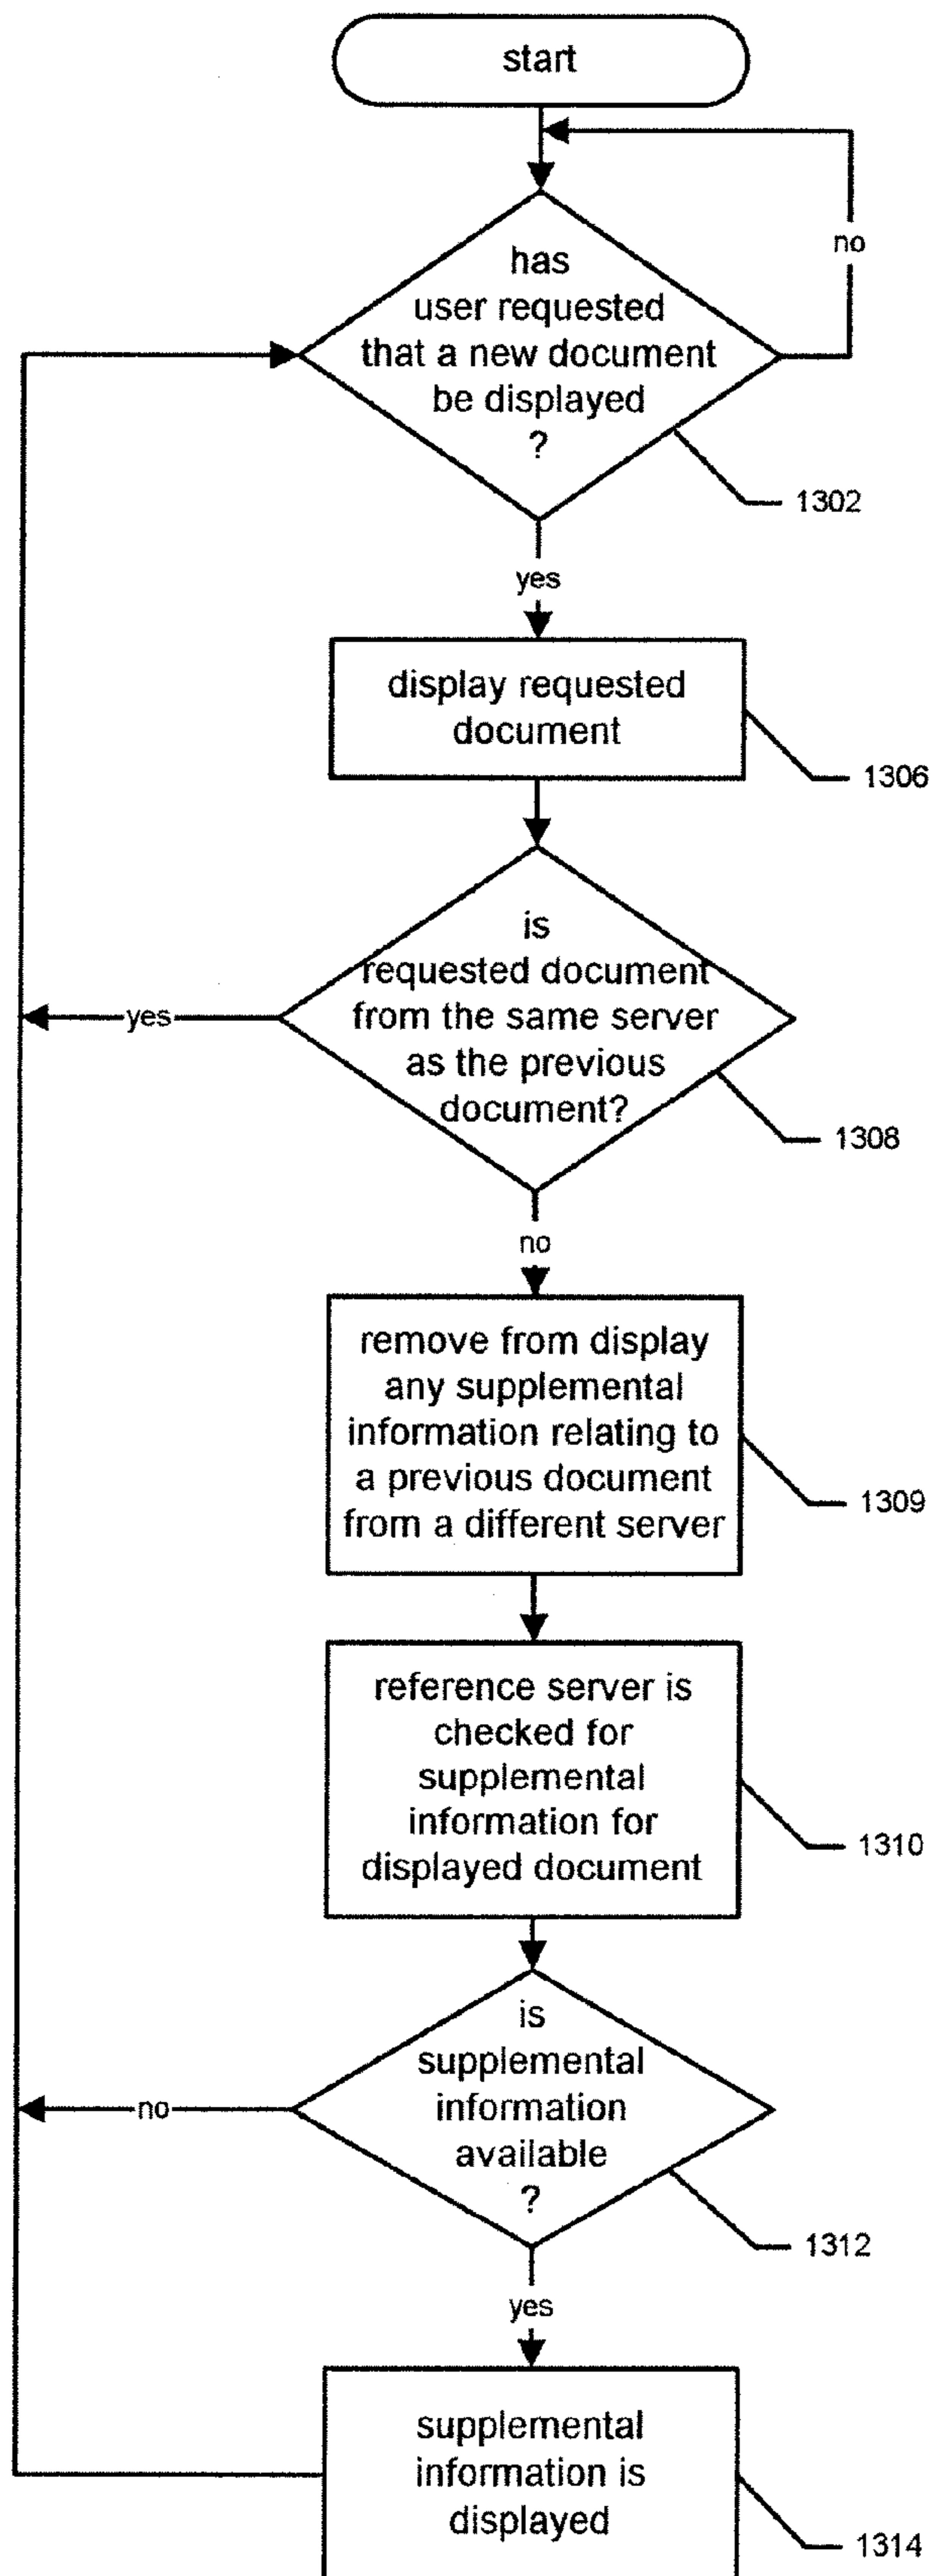 start
no
has
user requested
that a new document
be displayed
?
1302
yes
display requested
document
1306
is
requested document
from the same server
as the previous
document?
yes
1308
no
remove from display
any supplemental
information relating to
a previous document
from a different server
1309
reference server is
checked for
supplemental
information for
displayed document
1310
is
supplemental
information
available
?
no
1312
yes
supplemental
information is
displayed
1314